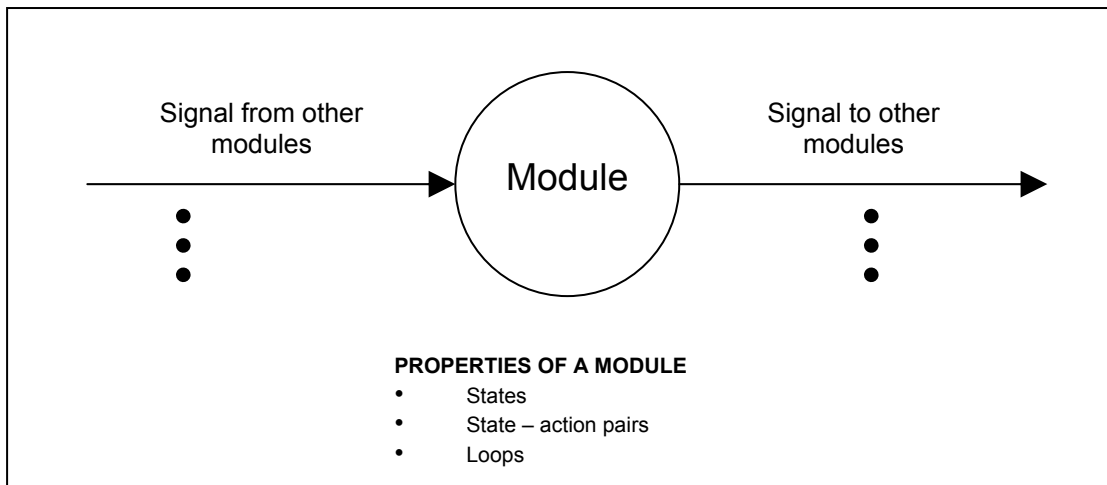 Signal from other
modules
Module
Signal to other
modules
PROPERTIES OF A MODULE
• States
• State – action pairs
• Loops